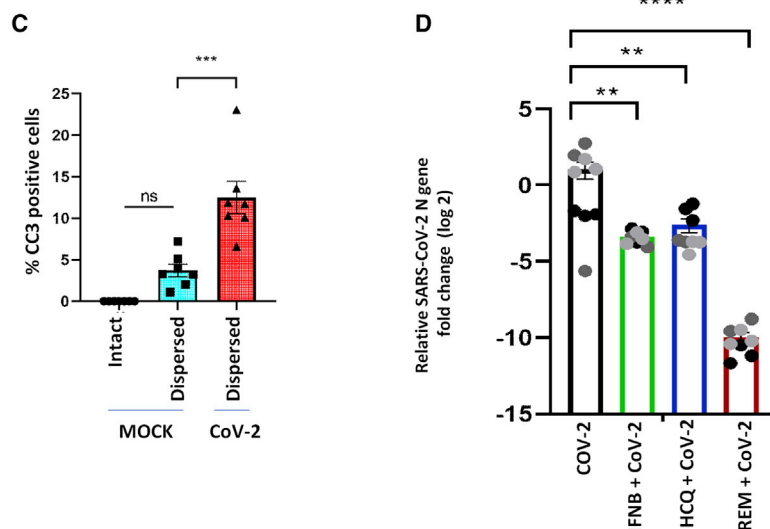 C
% CC3 positive cells
25
20
15
10
5
0
ns
***
Intact
Dispersed
Dispersed
MOCK
CoV-2
D
Relative SARS-CoV-2 N gene
fold change (log 2)
5
0
-5
-10
-15
****
**
**
COV-2
FNB + CoV-2
HCQ + CoV-2
REM + CoV-2